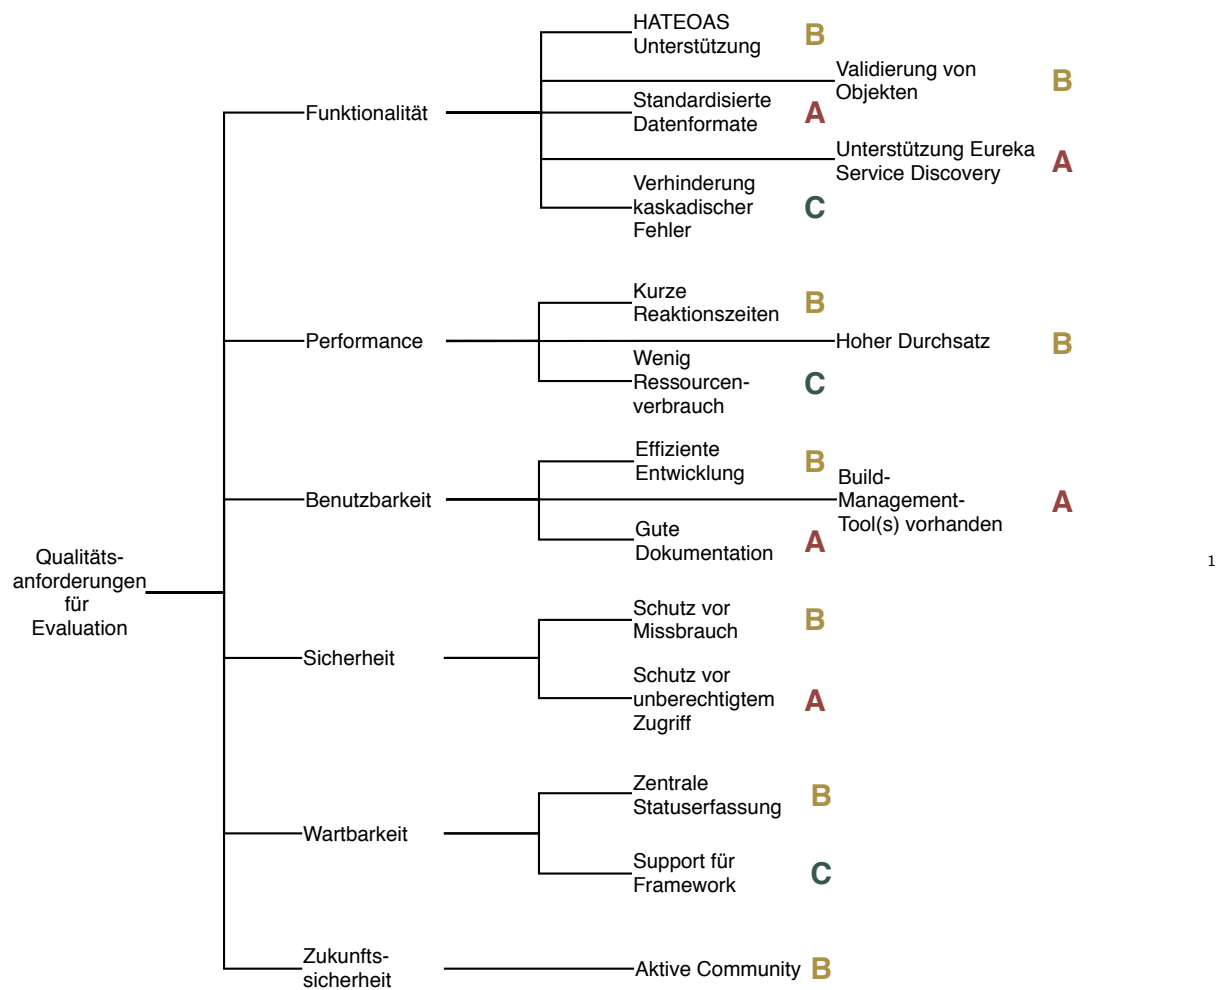 HATEOAS
Unterstützung
B
Validierung von
Objekten
B
Funktionalität
Standardisierte
Datenformate
A
Unterstützung Eureka
Service Discovery
A
Verhinderung
kaskadischer
Fehler
C
Kurze
Reaktionszeiten
B
Performance
Hoher Durchsatz
B
Wenig
Ressourcen-
verbrauch
C
Effiziente
Entwicklung
B
Benutzbarkeit
Build-
Management-
Tool(s) vorhanden
A
Gute
Dokumentation
A
Qualitäts-
anforderungen
für
Evaluation
1
Schutz vor
Missbrauch
B
Sicherheit
Schutz vor
unberechtigtem
Zugriff
A
Zentrale
Statuserfassung
B
Wartbarkeit
Support für
Framework
C
Zukunfts-
sicherheit
Aktive Community
B